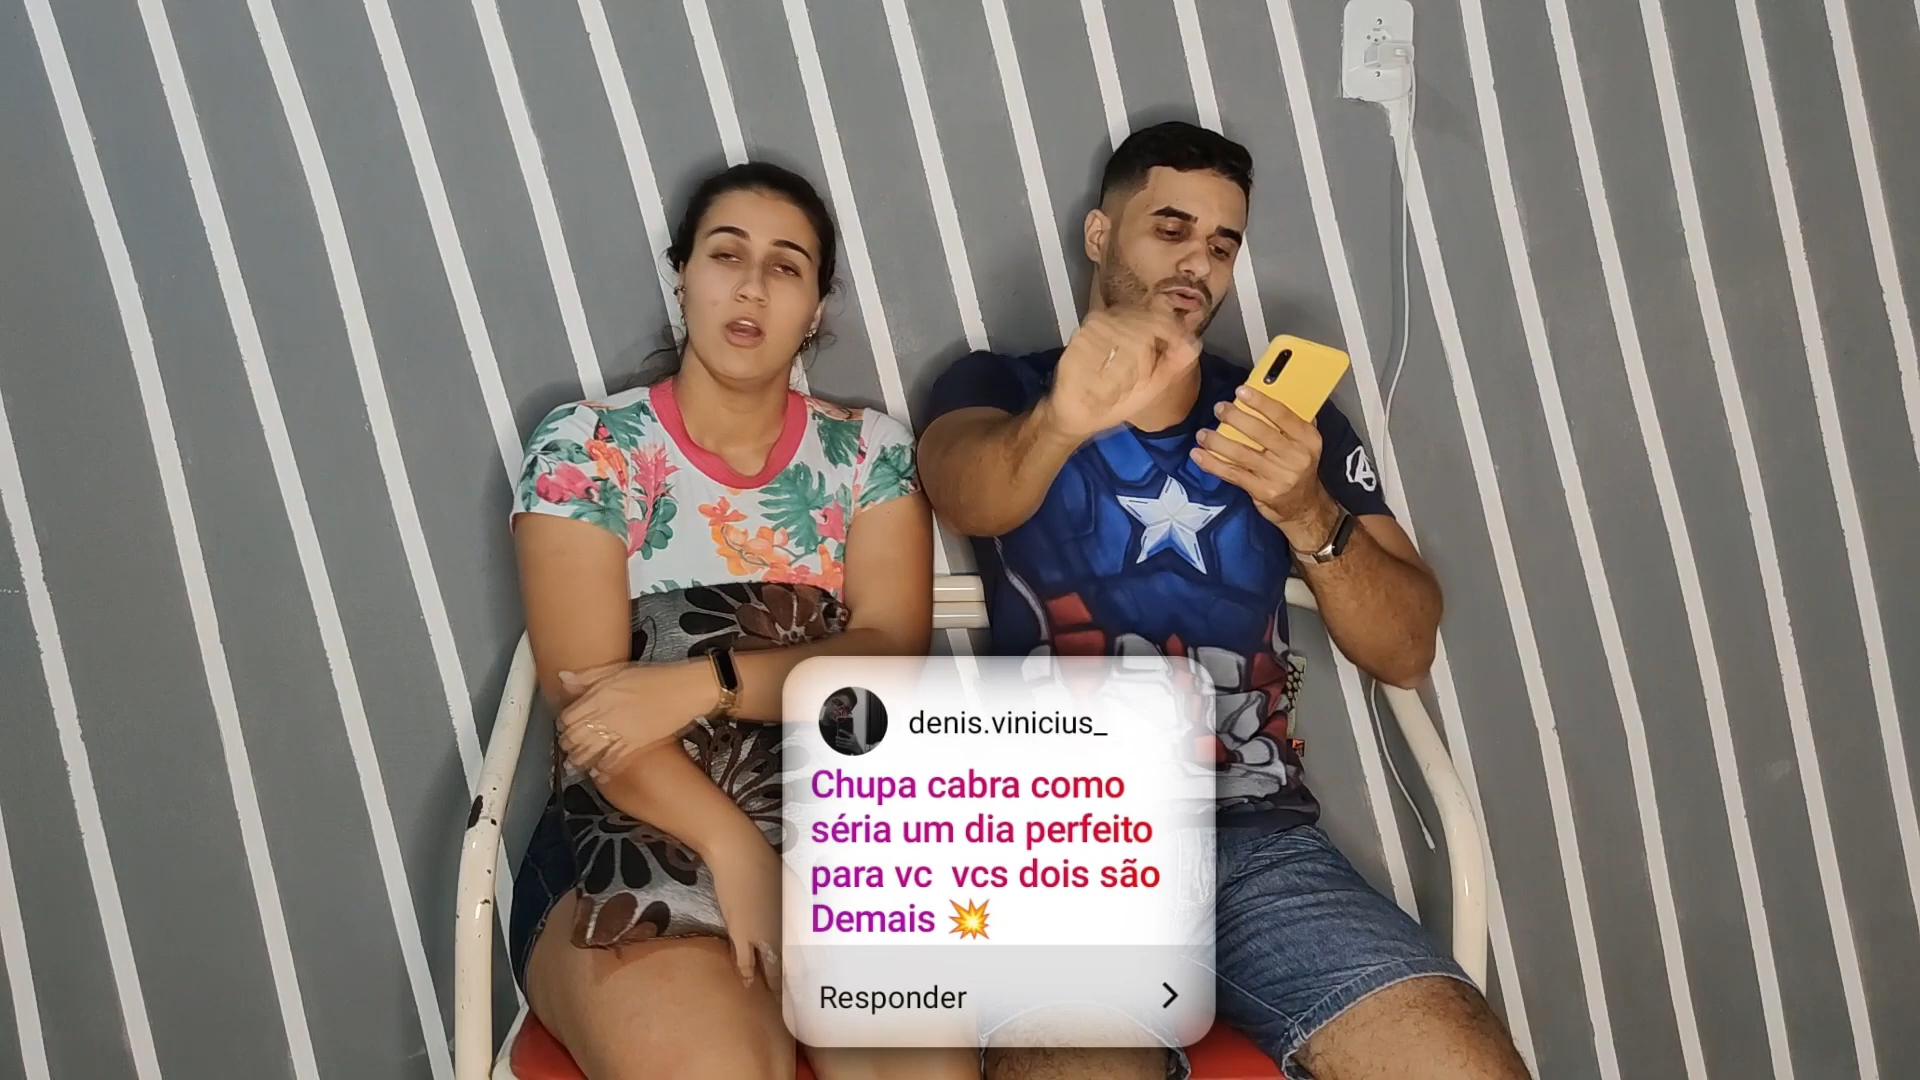 denis.vinicius_
Chupa cabra como
séria um dia perfeito
para vc  vcs dois são
Demais 💥
Responder